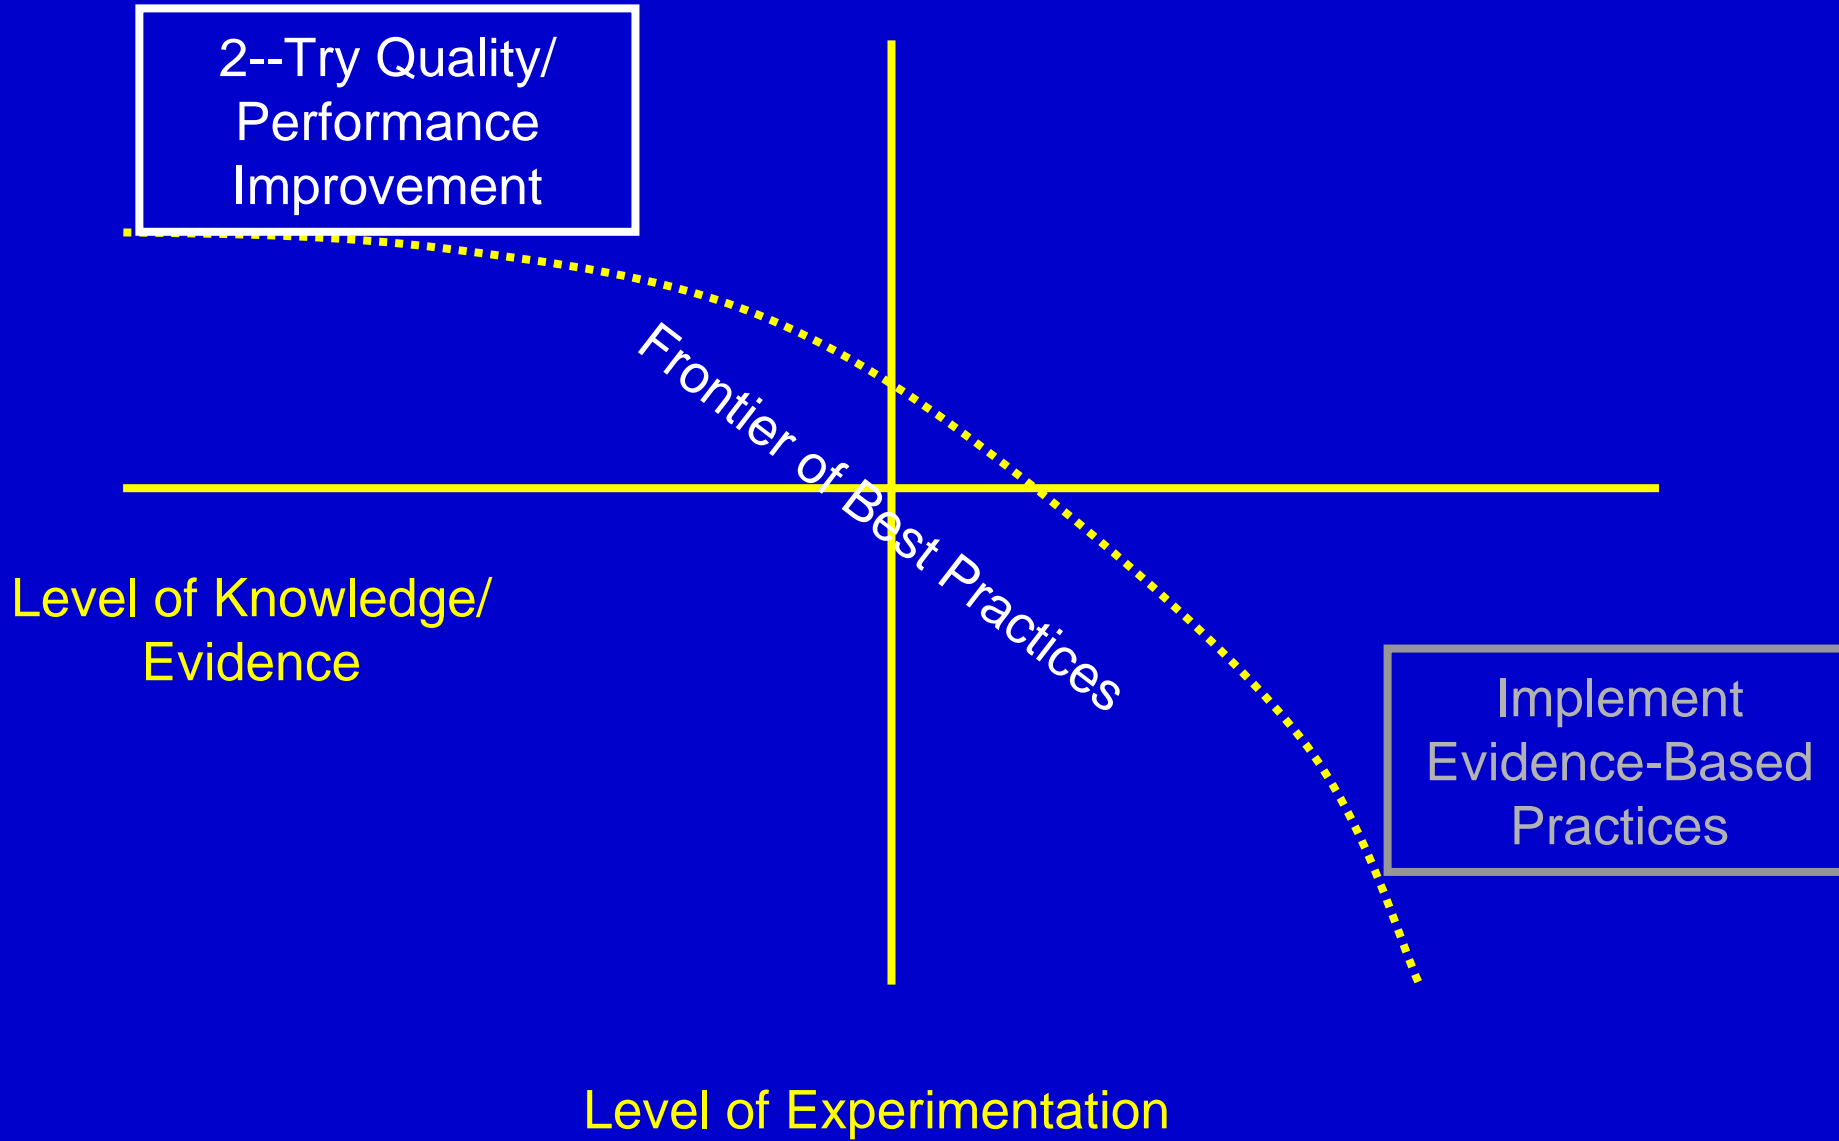 2--Try Quality/
Performance
Improvement
Frontier of Best Practices
Level of Knowledge/
Evidence
Implement
Evidence-Based
Practices
Level of Experimentation